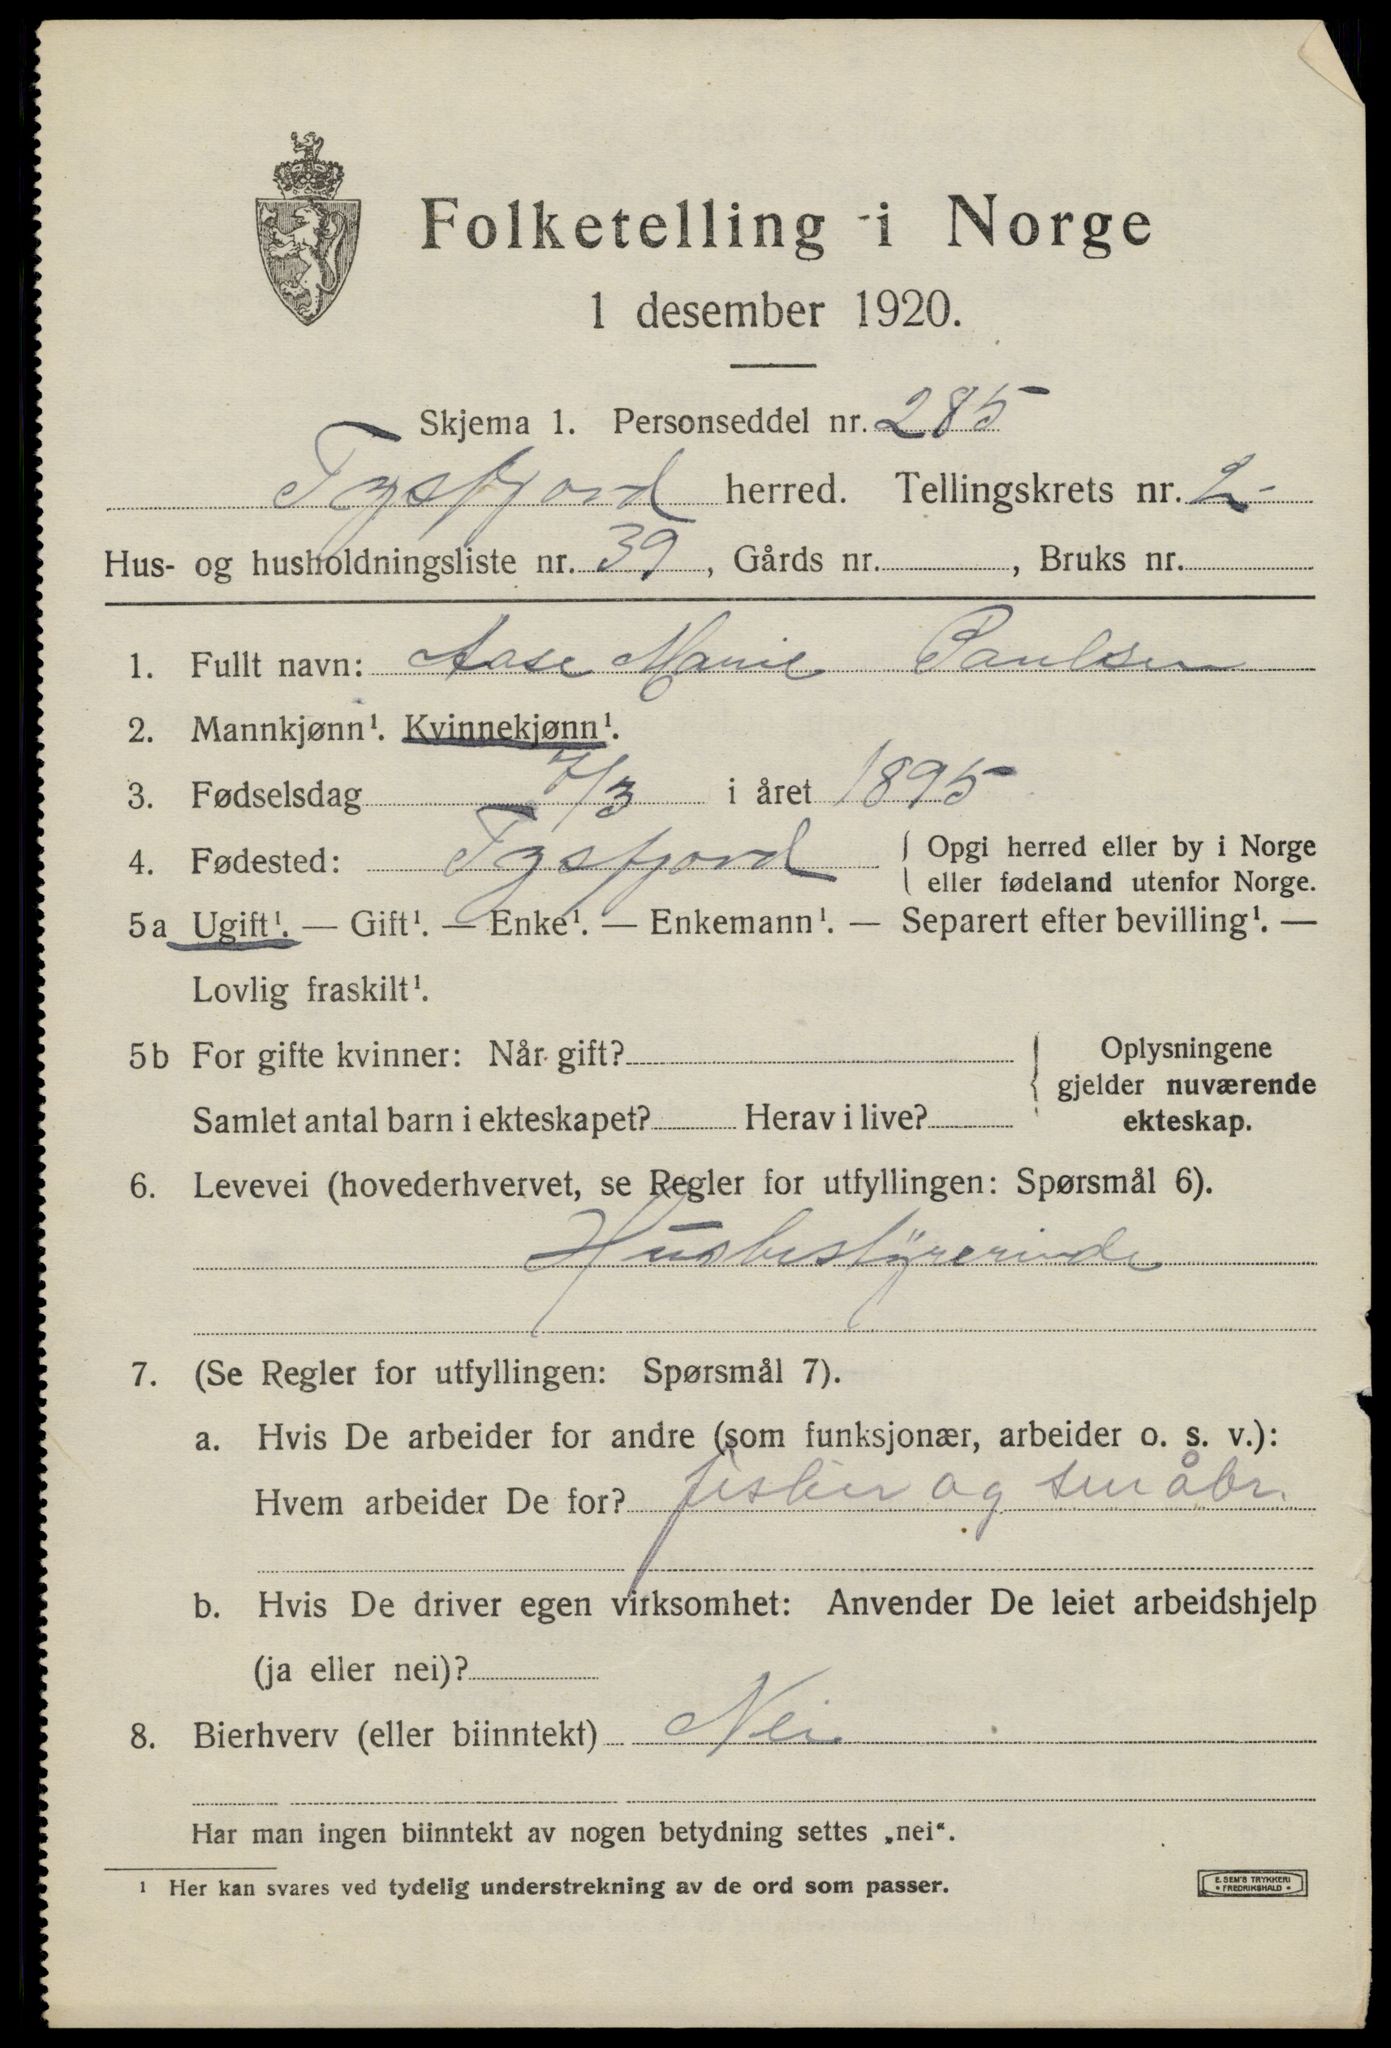 Folketelling i Norge
1 desember 1920.
Skjema 1. Personseddel nr. 285
Tysfjord herred. Tellingskrets nr. 2
Hus- og husholdningsliste nr. 39, Gårds nr. , Bruks nr.
1. Fullt navn: Aase Marie Paulsen
2. Mannkjønn¹. Kvinnekjønn¹.
3. Fødselsdag 7/3 i året 1895
4. Fødested: Tysfjord { Opgi herred eller by i Norge
eller fødeland utenfor Norge.
5a Ugift¹. — Gift¹. — Enke¹. — Enkemann¹. — Separert efter bevilling¹. —
Lovlig fraskilt¹.
5b For gifte kvinner: Når gift? { Oplysningene
gjelder nuværende
Samlet antal barn i ekteskapet? Herav i live? ekteskap.
6. Levevei (hovederhvervet, se Regler for utfyllingen: Spørsmål 6).
Husbestyrerinde
7. (Se Regler for utfyllingen: Spørsmål 7).
a. Hvis De arbeider for andre (som funksjonær, arbeider o. s. v.):
Hvem arbeider De for? fisker og småbr.
b. Hvis De driver egen virksomhet: Anvender De leiet arbeidshjelp
(ja eller nei)?
8. Bierhverv (eller biinntekt) Nei
Har man ingen biinntekt av nogen betydning settes „nei“.
¹ Her kan svares ved tydelig understrekning av de ord som passer.
E. SEM'S TRYKKERI
• FREDRIKSHALD •